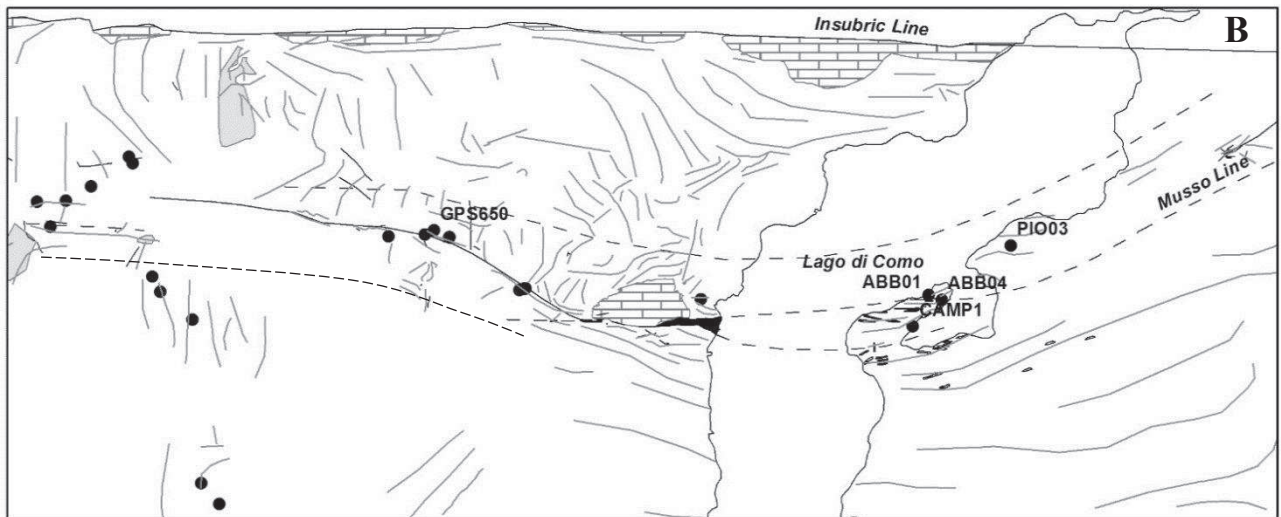 Insubric Line
B
Musso Line
GPS650
PIO03
Lago di Como
ABB01
ABB04
CAMP1